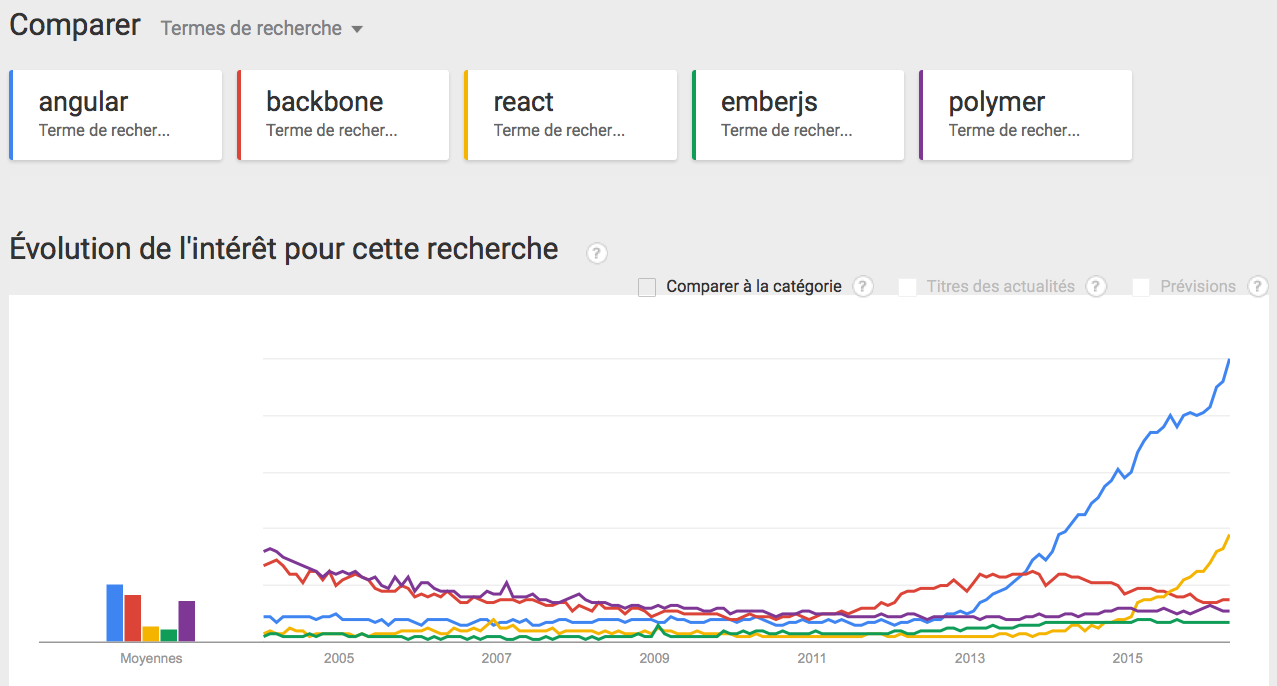 Comparer Termes de recherche
angular backbone react emberjs polymer
Terme de recher... Terme de recher... Terme de recher... Terme de recher... Terme de recher...
Évolution de l'intérêt pour cette recherche ?
Comparer à la catégorie ? Titres des actualités ? Prévisions ?
Moyennes 2005 2007 2009 2011 2013 2015